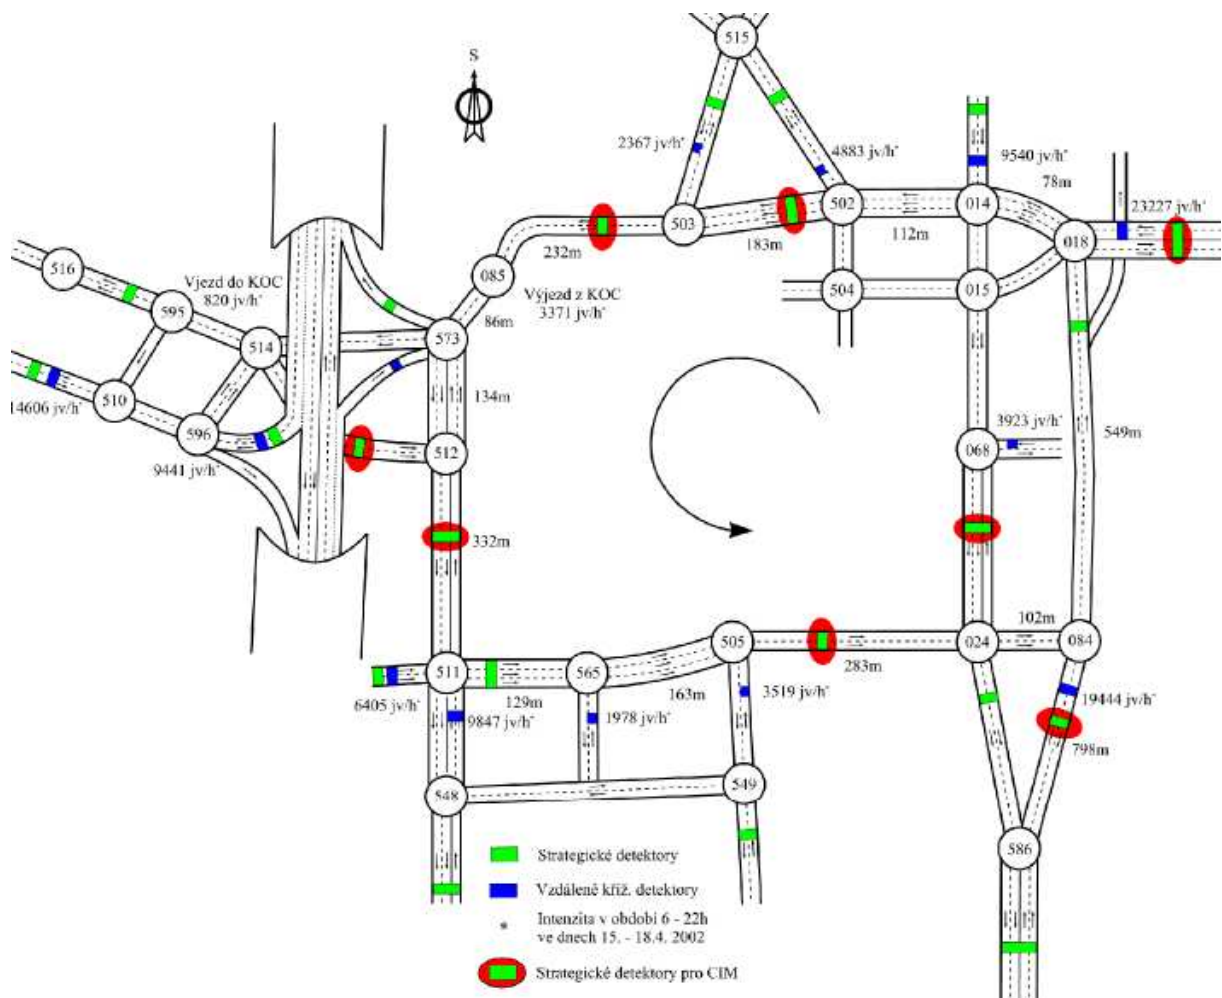 515
S
2367 jv/h*
4883 jv/h*
9540 jv/h*
78m
23227 jv/h*
502
014
503
018
232m
183m
112m
516
Vjezd do KOC
820 jv/h*
085
Výjezd z KOC
3371 jv/h*
504
015
595
86m
514
573
14606 jv/h*
510
134m
596
9441 jv/h*
512
3923 jv/h*
068
549m
332m
102m
505
024
084
283m
511
565
6405 jv/h*
129m
163m
3519 jv/h*
19444 jv/h*
9847 jv/h*
1978 jv/h*
798m
548
549
586
Strategické detektory
Vzdálené kříž. detektory
* Intenzita v období 6 - 22h
ve dnech 15. - 18.4. 2002
Strategické detektory pro CIM